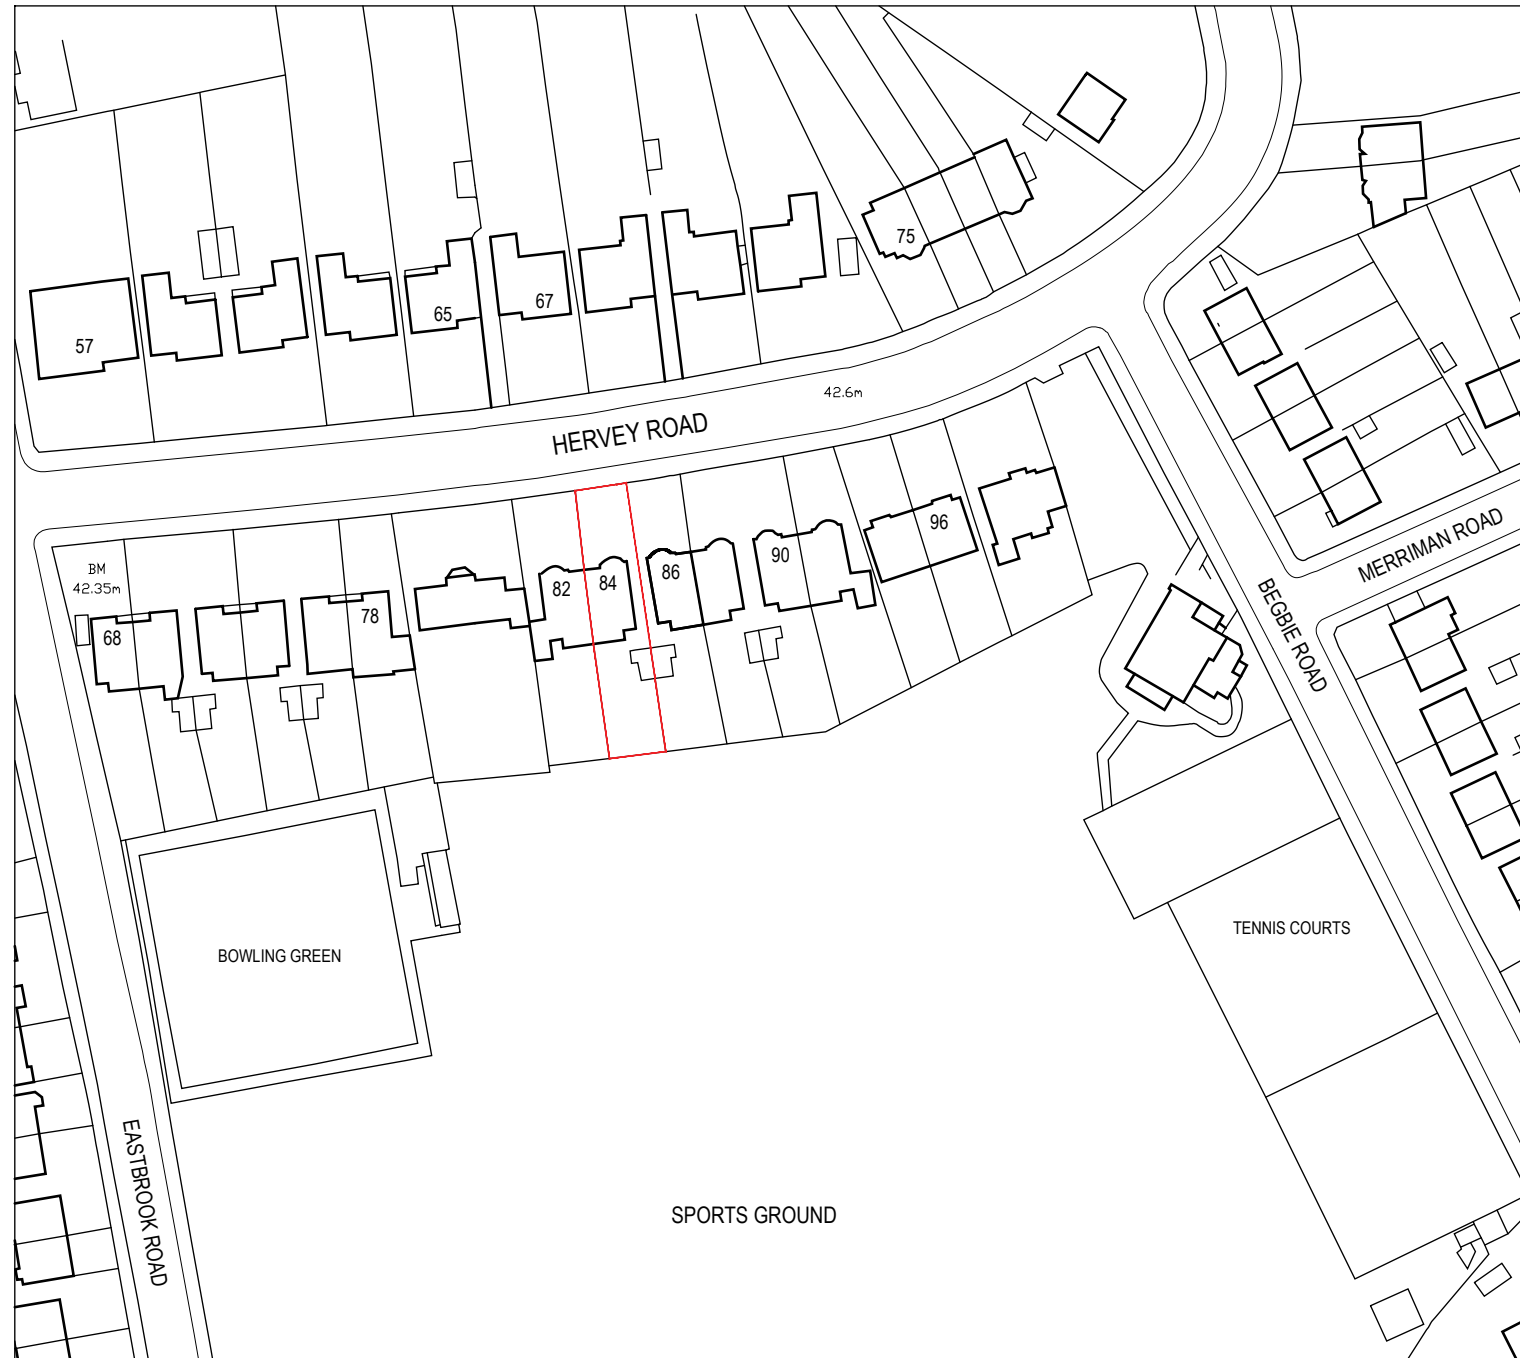 75
65
67
57
42.6m
HERVEY ROAD
MERRIMAN ROAD
BM
42.35m
68
78
82
84
86
90
96
BEGBIE ROAD
BOWLING GREEN
TENNIS COURTS
EASTBROOK ROAD
SPORTS GROUND